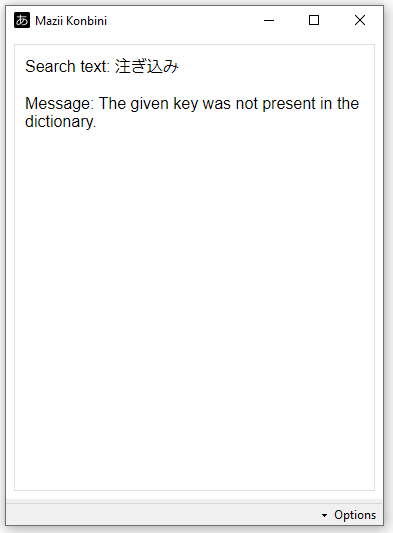 あ Mazii Konbini
Search text: 注ぎ込み
Message: The given key was not present in the
dictionary.
Options